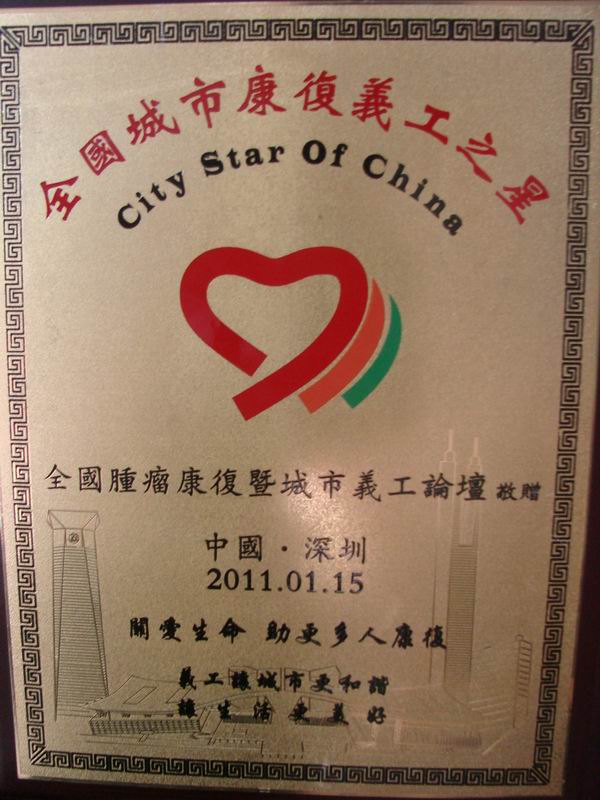 全國城市康復義工之星
City Star Of China
全國腫瘤康復暨城市義工論壇 敬贈
中國·深圳
2011.01.15
關愛生命 助更多人康復
義工讓城市更和諧
讓生活更美好